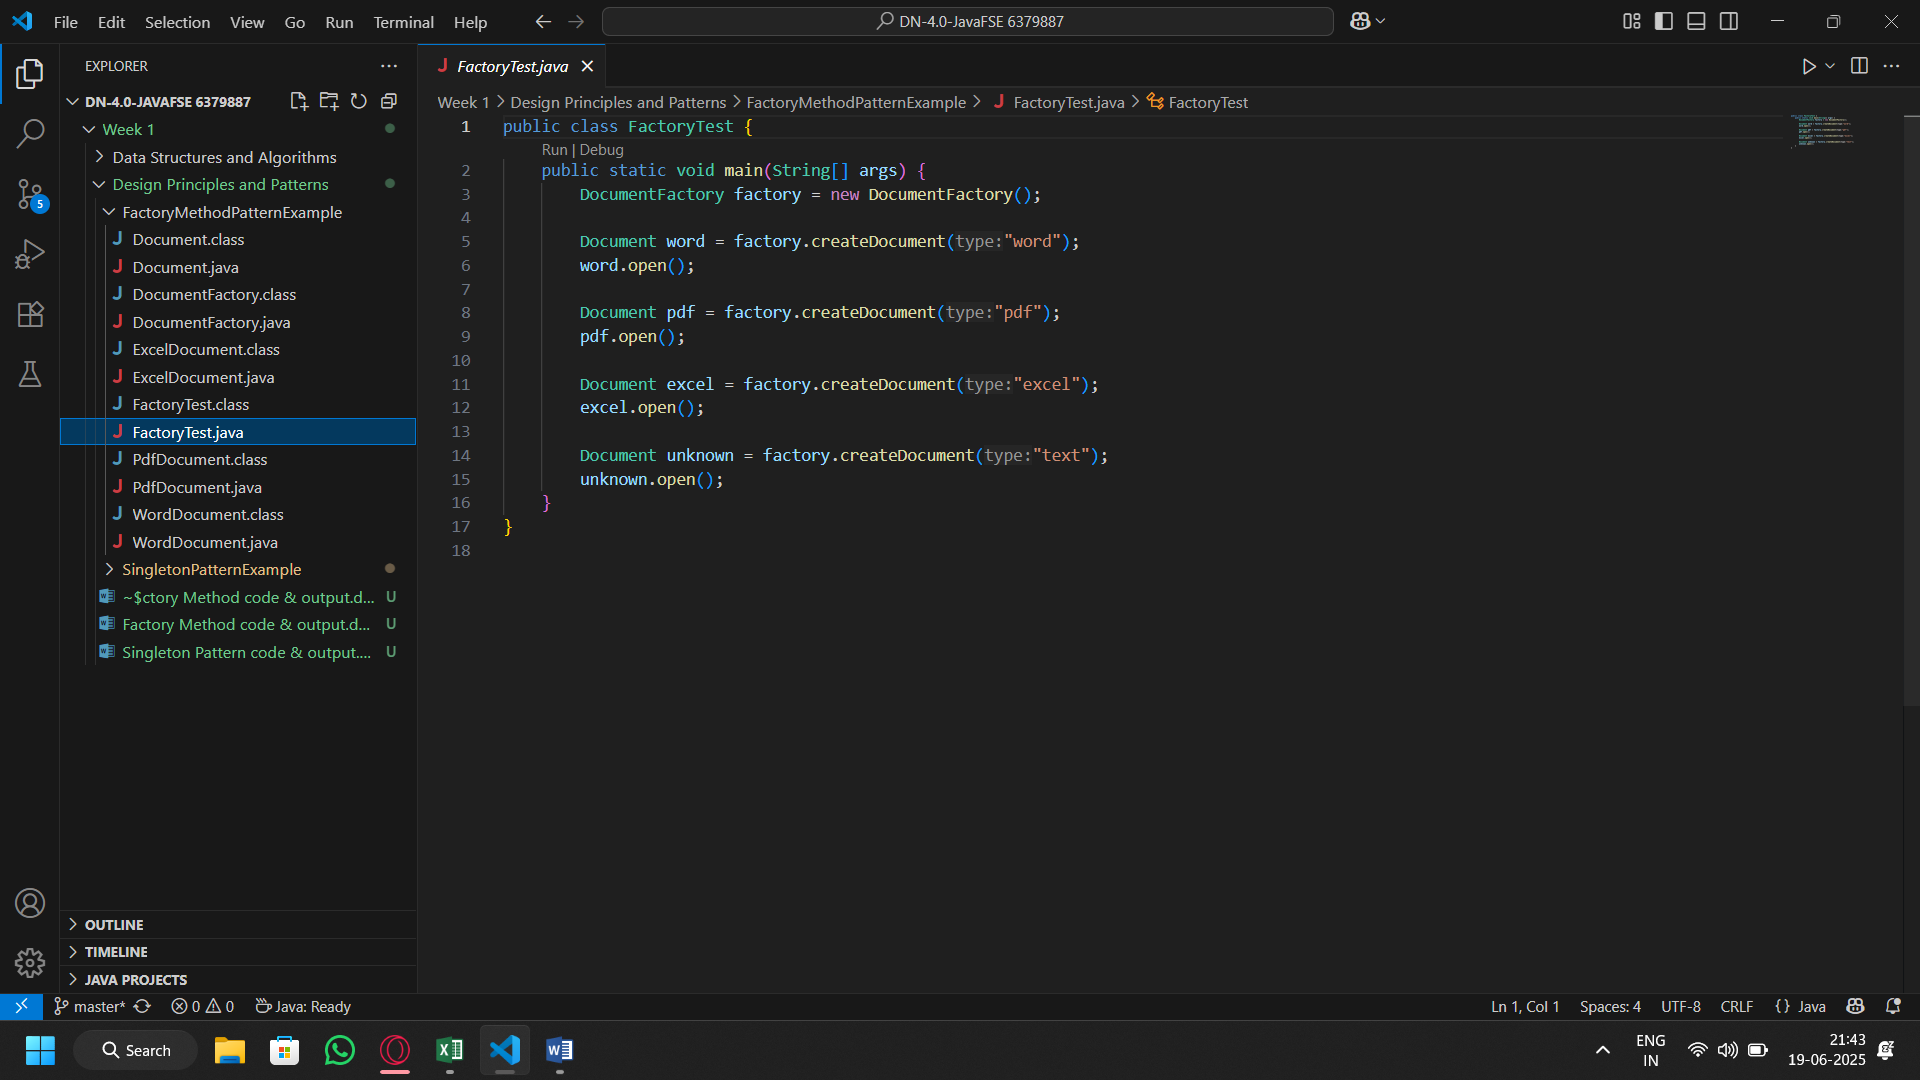 File Edit Selection View Go Run Terminal Help
DN-4.0-JavaFSE 6379887
EXPLORER
FactoryTest.java
DN-4.0-JAVAFSE 6379887
Week 1 > Design Principles and Patterns > FactoryMethodPatternExample > J FactoryTest.java > FactoryTest
Week 1
Data Structures and Algorithms
Design Principles and Patterns
FactoryMethodPatternExample
J Document.class
J Document.java
J DocumentFactory.class
J DocumentFactory.java
J ExcelDocument.class
J ExcelDocument.java
J FactoryTest.class
J FactoryTest.java
J PdfDocument.class
J PdfDocument.java
J WordDocument.class
J WordDocument.java
SingletonPatternExample
~$ctory Method code & output.d... U
Factory Method code & output.d... U
Singleton Pattern code & output.... U
OUTLINE
TIMELINE
JAVA PROJECTS
1 public class FactoryTest {
Run | Debug
2 public static void main(String[] args) {
3 DocumentFactory factory = new DocumentFactory();
4
5 Document word = factory.createDocument(type:"word");
6 word.open();
7
8 Document pdf = factory.createDocument(type:"pdf");
9 pdf.open();
10
11 Document excel = factory.createDocument(type:"excel");
12 excel.open();
13
14 Document unknown = factory.createDocument(type:"text");
15 unknown.open();
16 }
17 }
18
5
master* 0 0 Java: Ready
Ln 1, Col 1 Spaces: 4 UTF-8 CRLF {} Java
Search
ENG
IN
21:43
19-06-2025